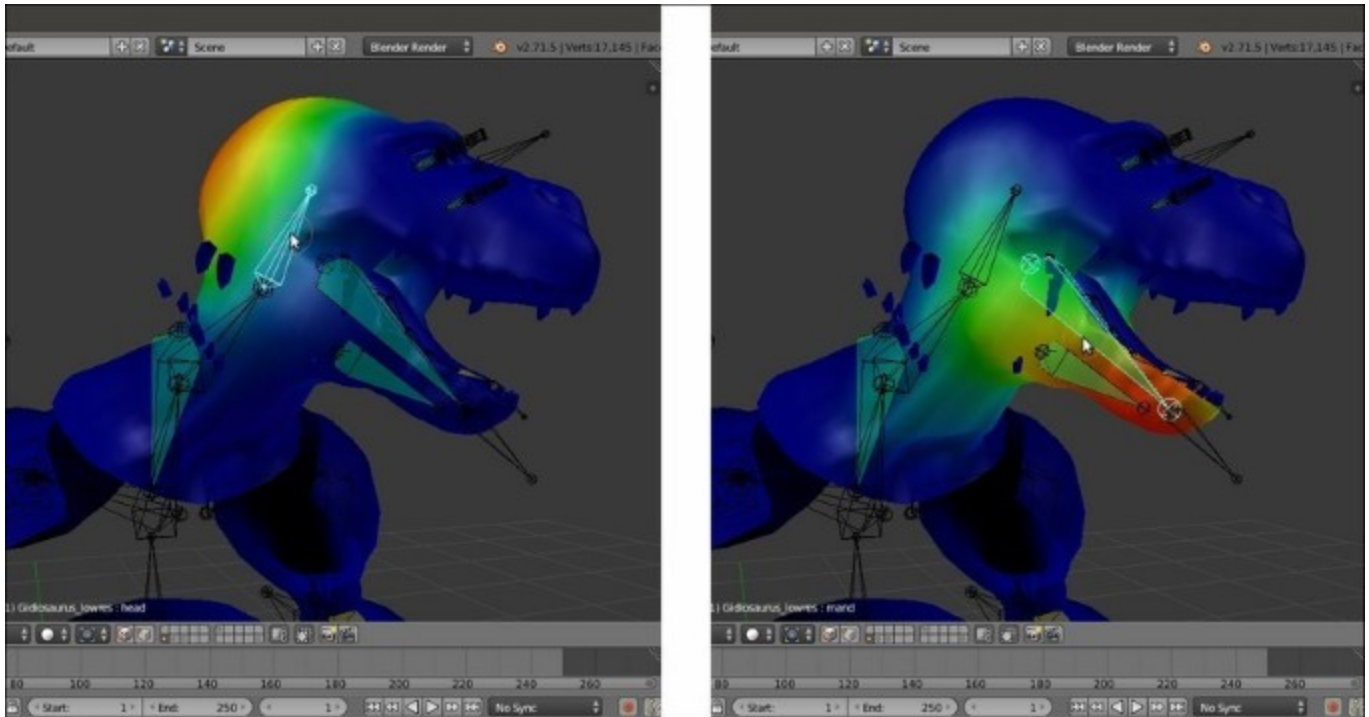 efault Scene Blender Render v2.71.5 | Verts:17,145 | Fac
1) Gidiosaurus_lowres : head
80 100 120 140 160 180 200 220 240 260
Start: 1 End: 250 1 No Sync
efault Scene Blender Render v2.71.5 | Verts:17,145 | Fac
1) Gidiosaurus_lowres : mand
80 100 120 140 160 180 200 220 240 260
Start: 1 End: 250 1 No Sync